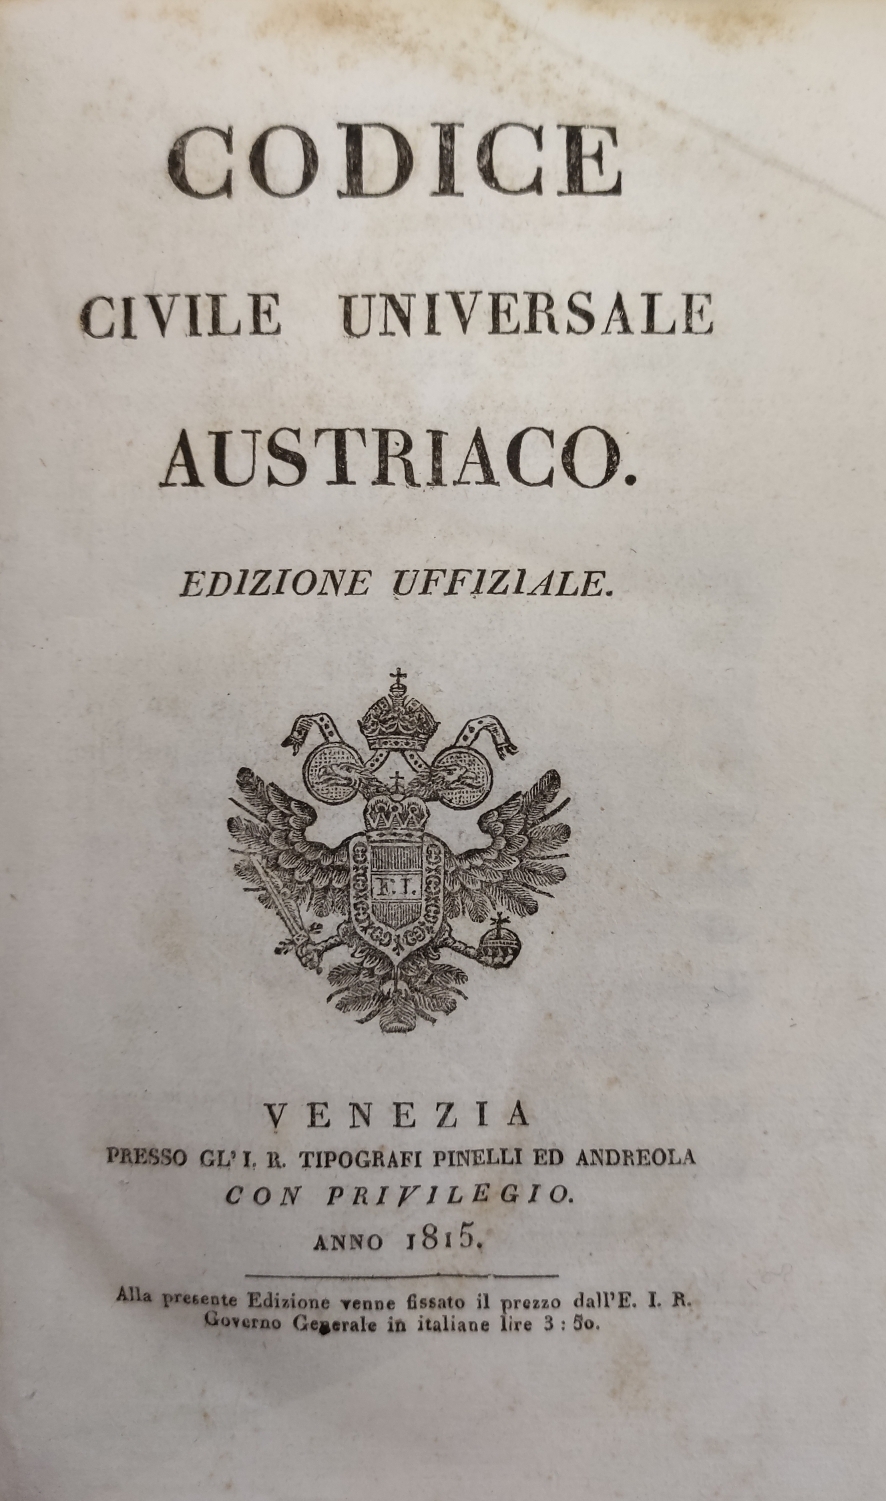 CODICE
CIVILE UNIVERSALE
AUSTRIACO.
EDIZIONE UFFIZIALE.
F.I.
VENEZIA
PRESSO GL' I. R. TIPOGRAFI PINELLI ED ANDREOLA
CON PRIVILEGIO.
ANNO 1815.
Alla presente Edizione venne fissato il prezzo dall'E. I. R.
Governo Generale in italiane lire 3 : 50.